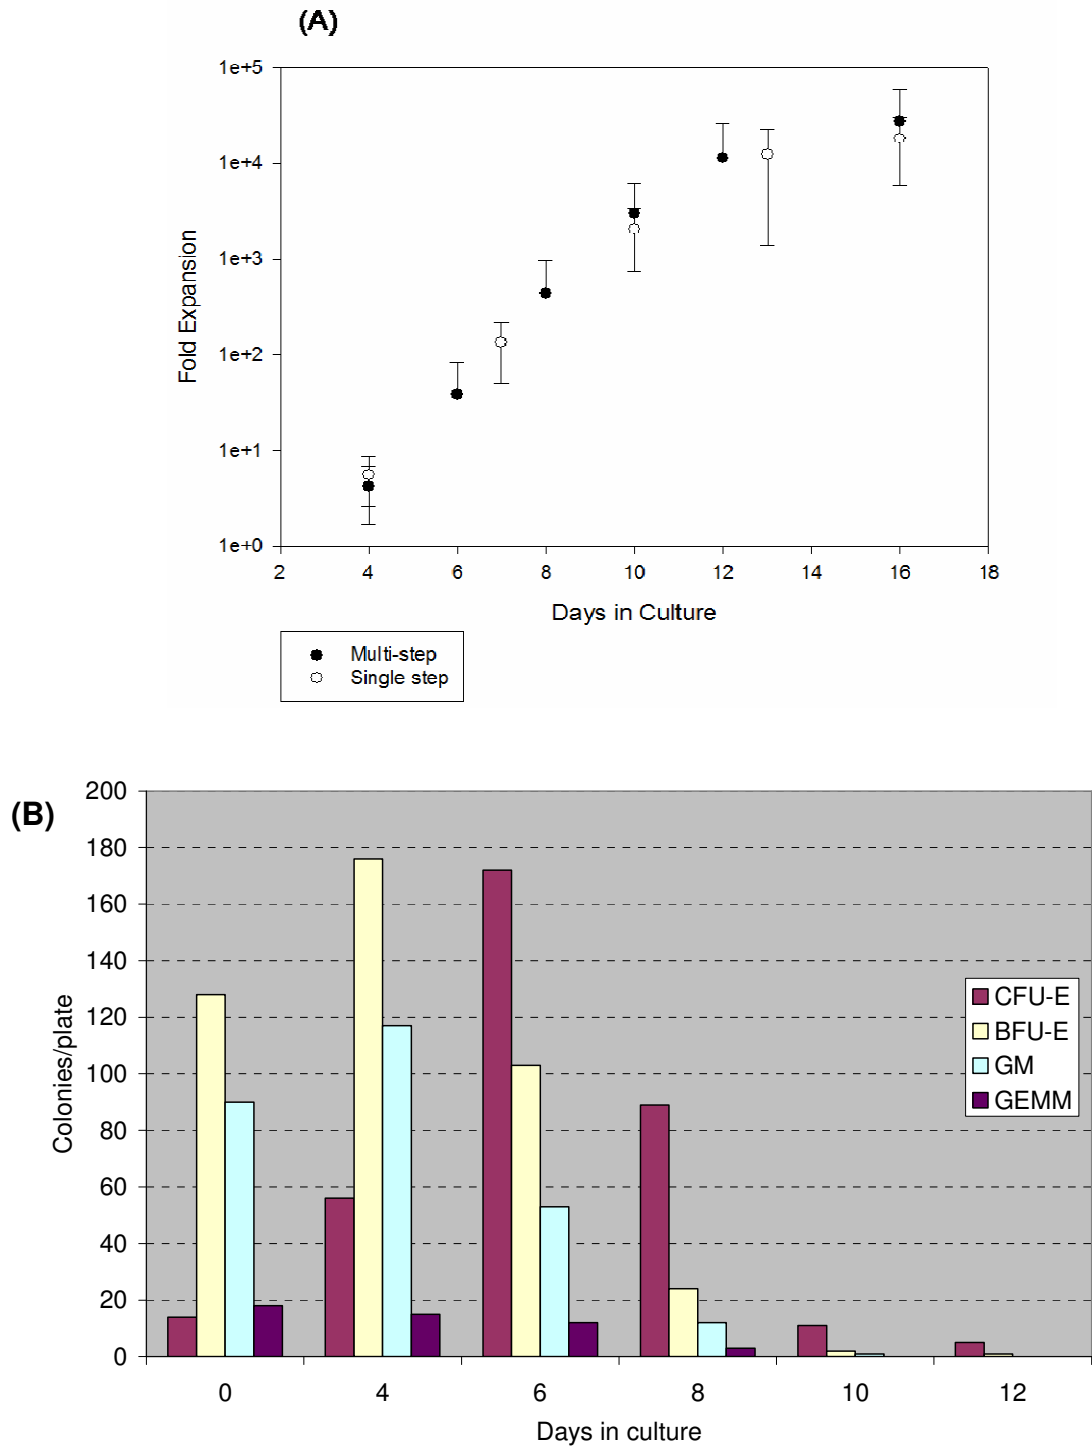 (A)
1e+5
1e+4
1e+3
1e+2
1e+1
1e+0
Fold Expansion
2 4 6 8 10 12 14 16 18
Days in Culture
Multi-step
Single step
(B)
200
180
160
140
120
100
80
60
40
20
0
Colonies/plate
CFU-E
BFU-E
GM
GEMM
0 4 6 8 10 12
Days in culture